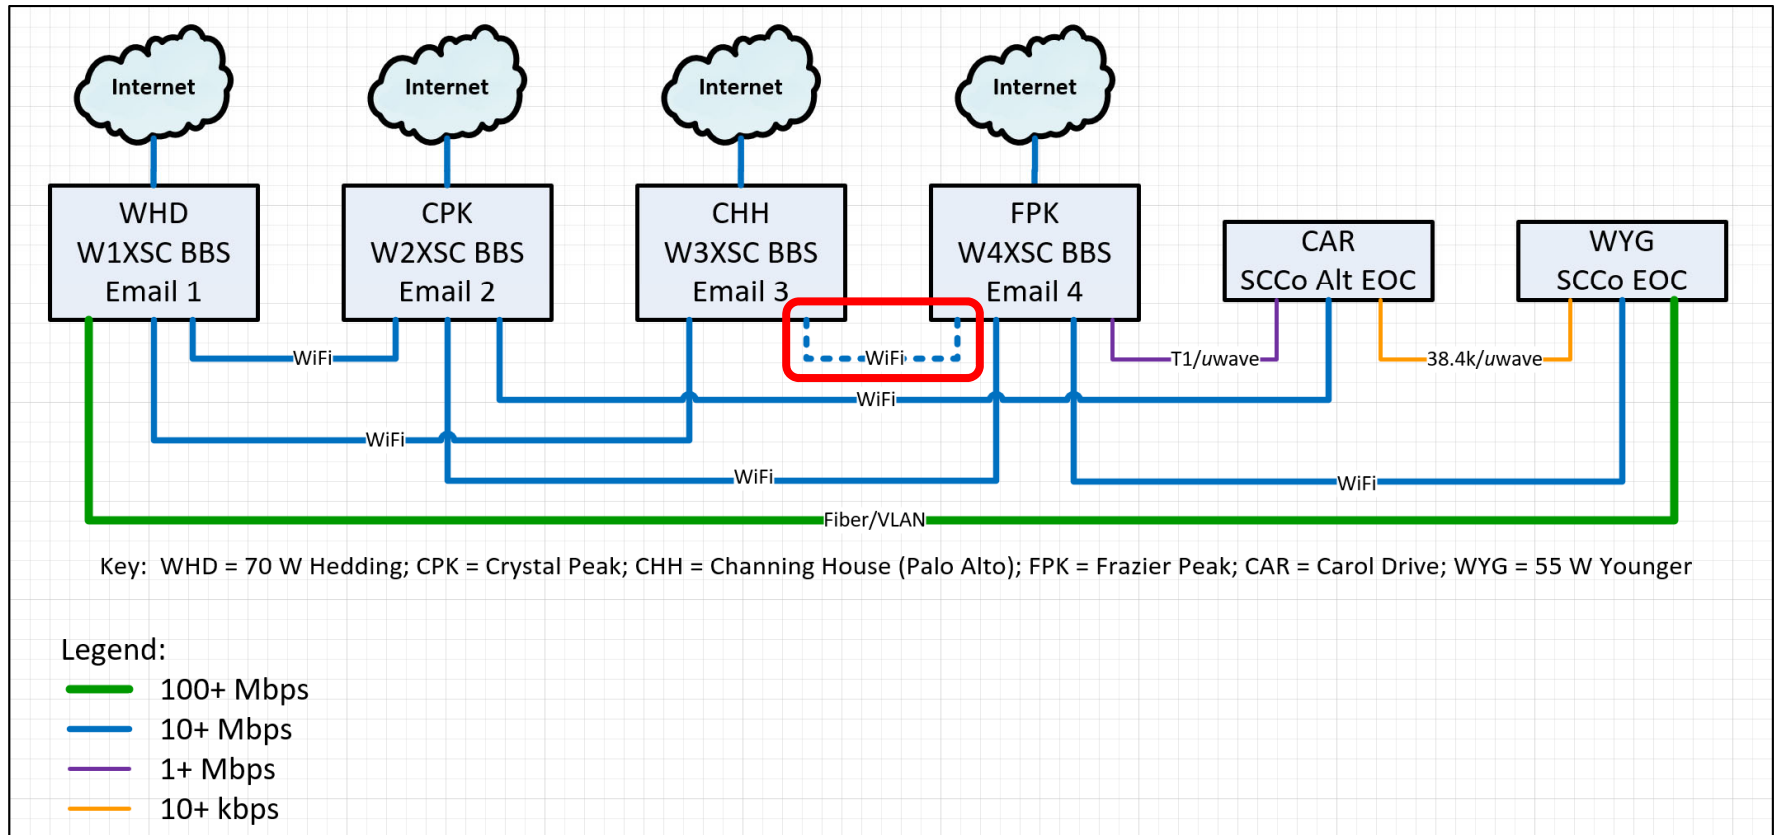 Internet
Internet
Internet
Internet
WHD
W1XSC BBS
Email 1
CPK
W2XSC BBS
Email 2
CHH
W3XSC BBS
Email 3
FPK
W4XSC BBS
Email 4
CAR
SCCo Alt EOC
WYG
SCCo EOC
WiFi
WiFi
T1/uwave
38.4k/uwave
WiFi
WiFi
WiFi
WiFi
Fiber/VLAN
Key: WHD = 70 W Hedding; CPK = Crystal Peak; CHH = Channing House (Palo Alto); FPK = Frazier Peak; CAR = Carol Drive; WYG = 55 W Younger
Legend:
100+ Mbps
10+ Mbps
1+ Mbps
10+ kbps